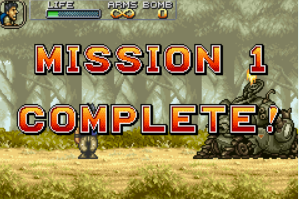 LIFE ARMS BOMB
∞ 0
MISSION 1
COMPLETE!